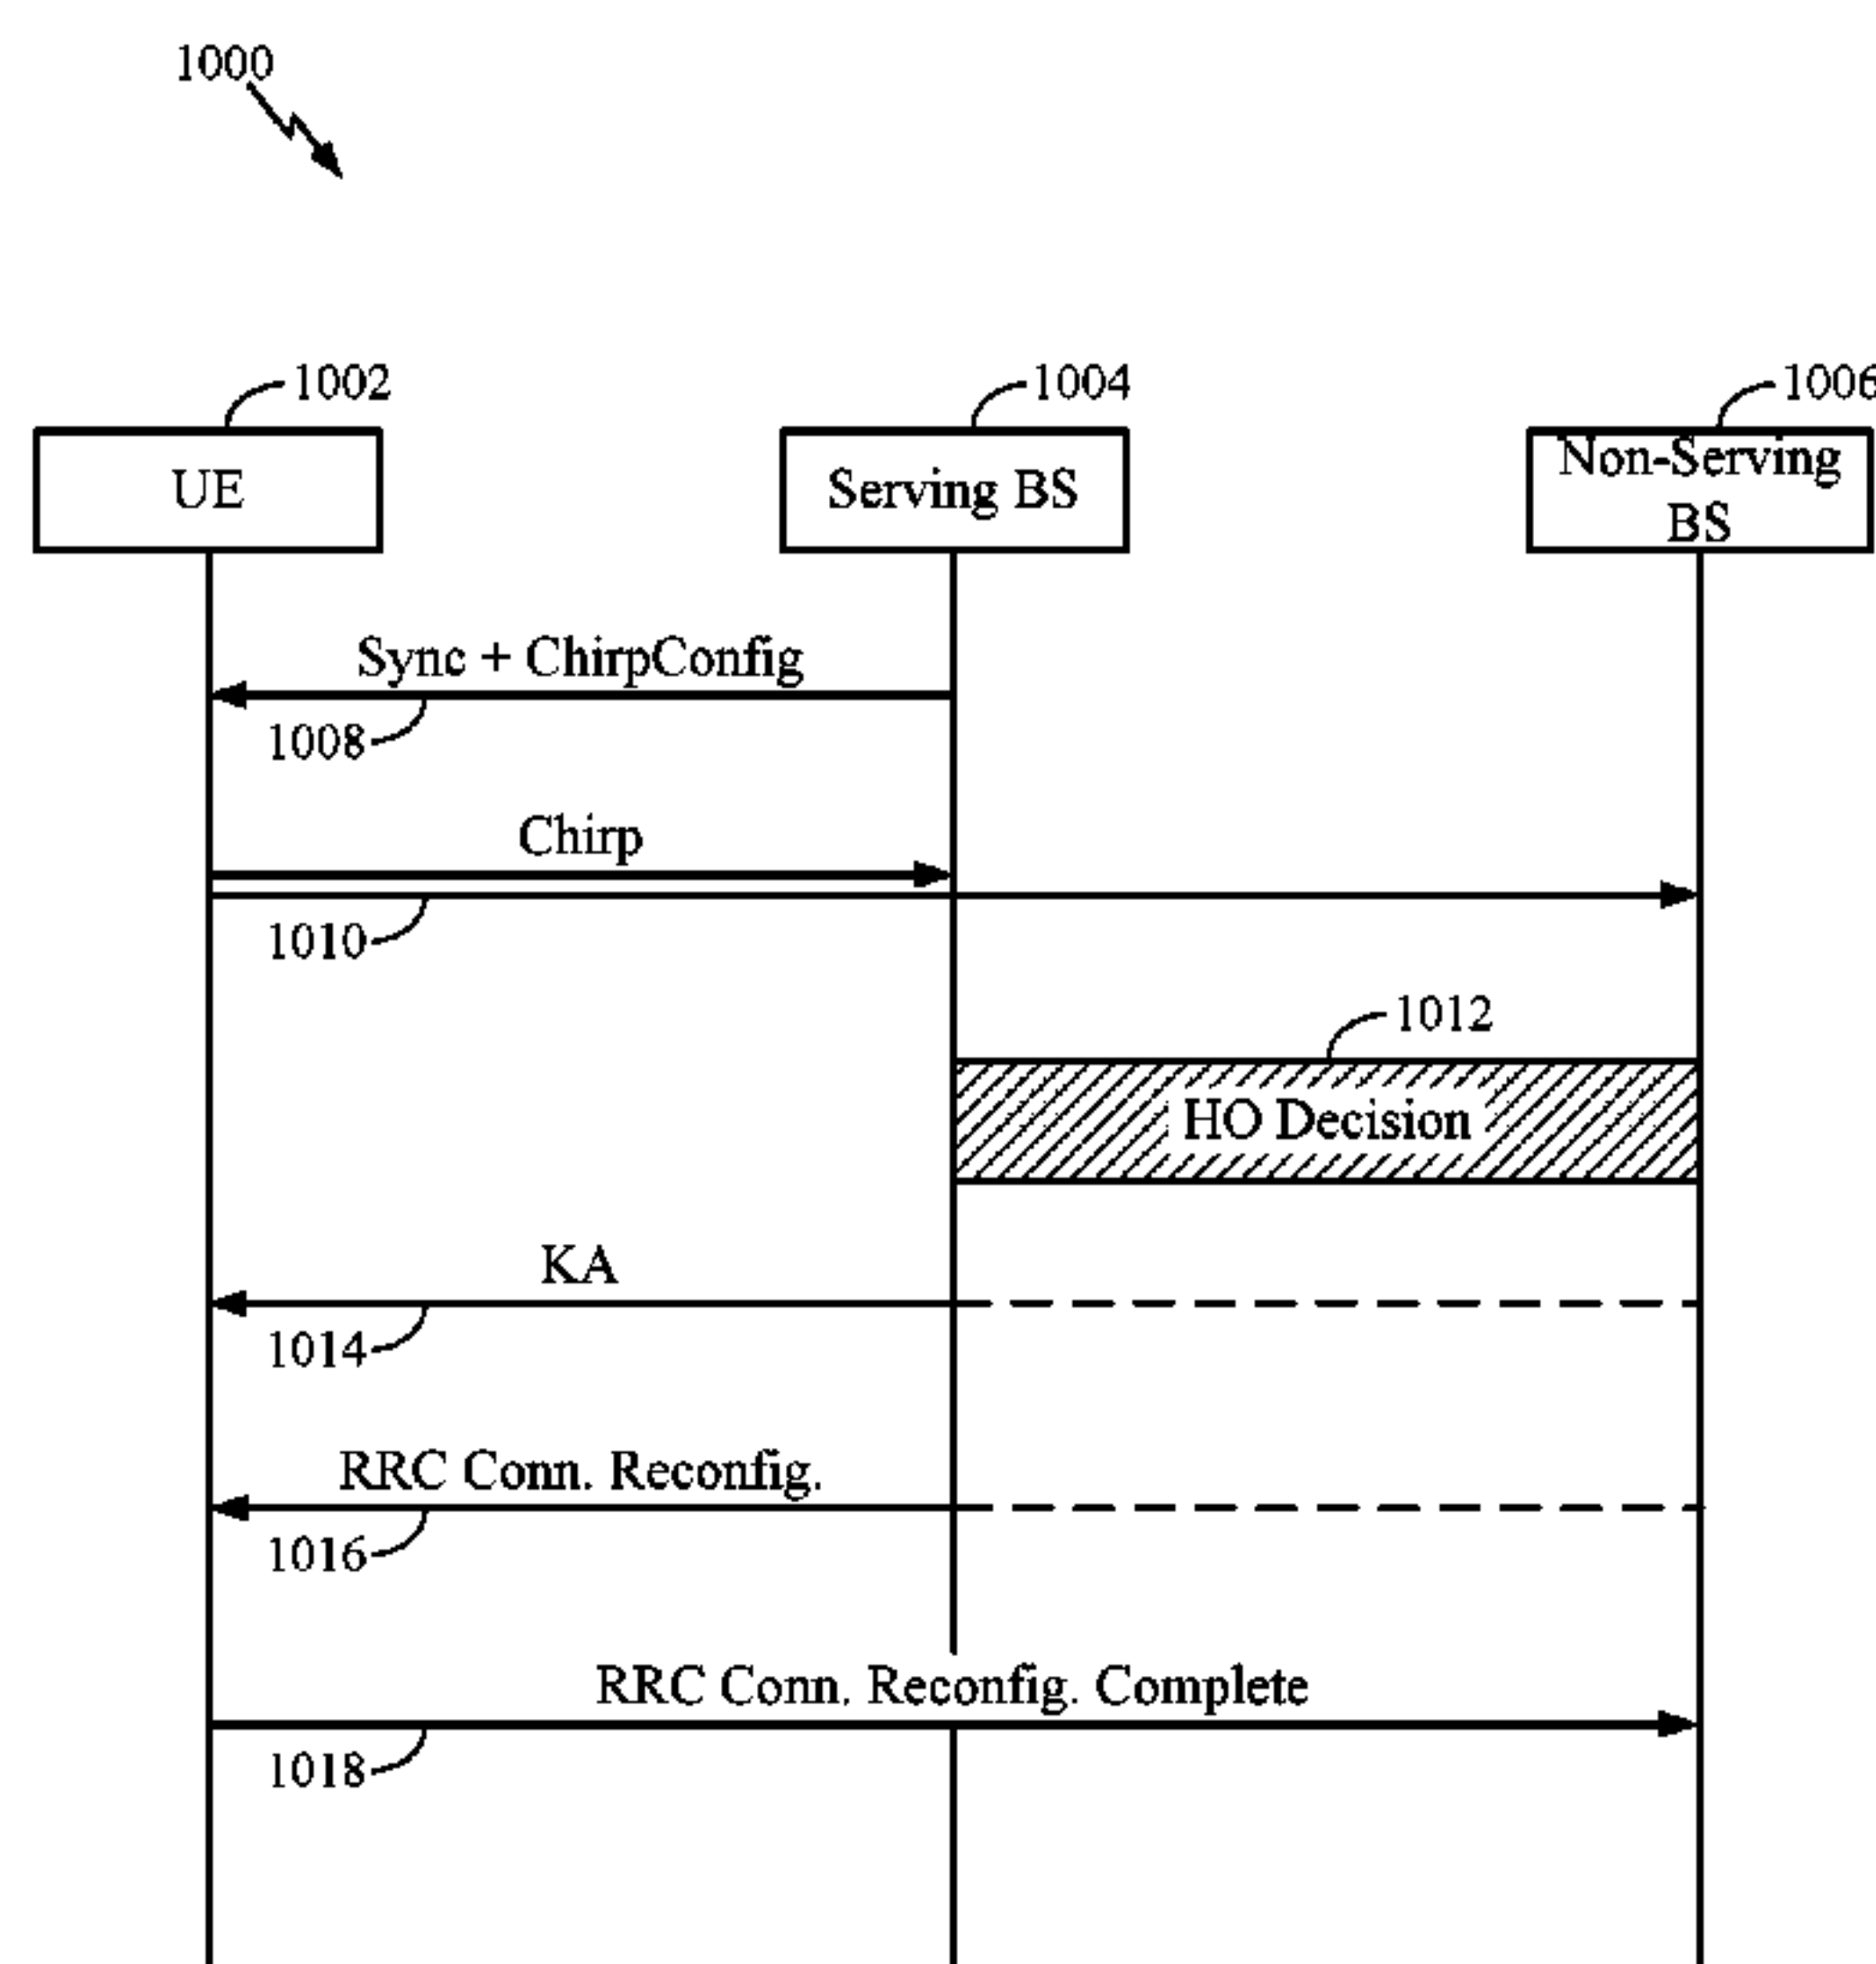 1000
1002
1004
1006
UE
Serving BS
Non-Serving
BS
Sync + ChirpConfig
1008
Chirp
1010
1012
HO Decision
KA
1014
RRC Conn. Reconfig.
1016
RRC Conn. Reconfig. Complete
1018